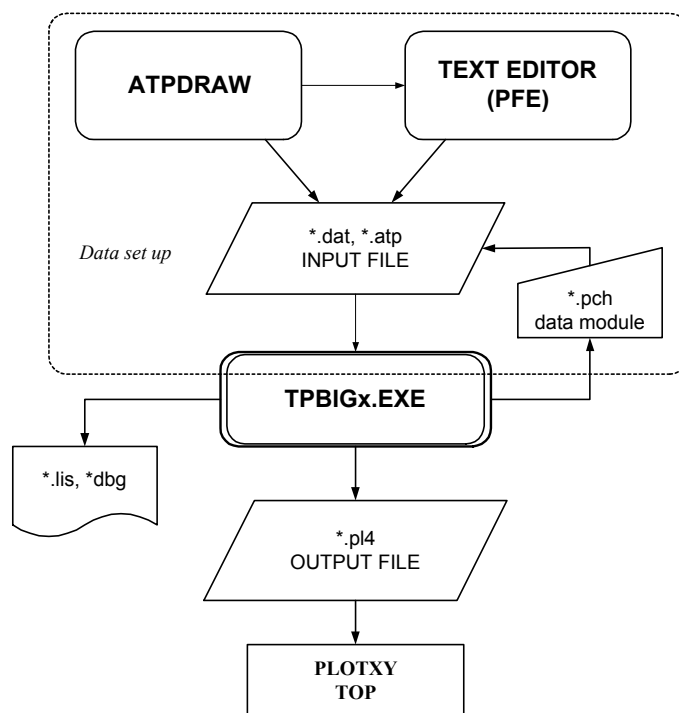 ATPDRAW
TEXT EDITOR
(PFE)
Data set up
*.dat, *.atp
INPUT FILE
*.pch
data module
TPBIGx.EXE
*.lis, *dbg
*.pl4
OUTPUT FILE
PLOTXY
TOP